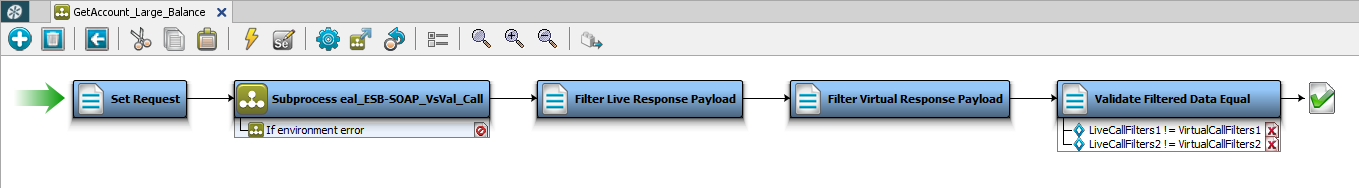 GetAccount_Large_Balance
Se
Set Request
Subprocess eal_ESB-SOAP_VsVal_Call
Filter Live Response Payload
Filter Virtual Response Payload
Validate Filtered Data Equal
If environment error
LiveCallFilters1 != VirtualCallFilters1
LiveCallFilters2 != VirtualCallFilters2